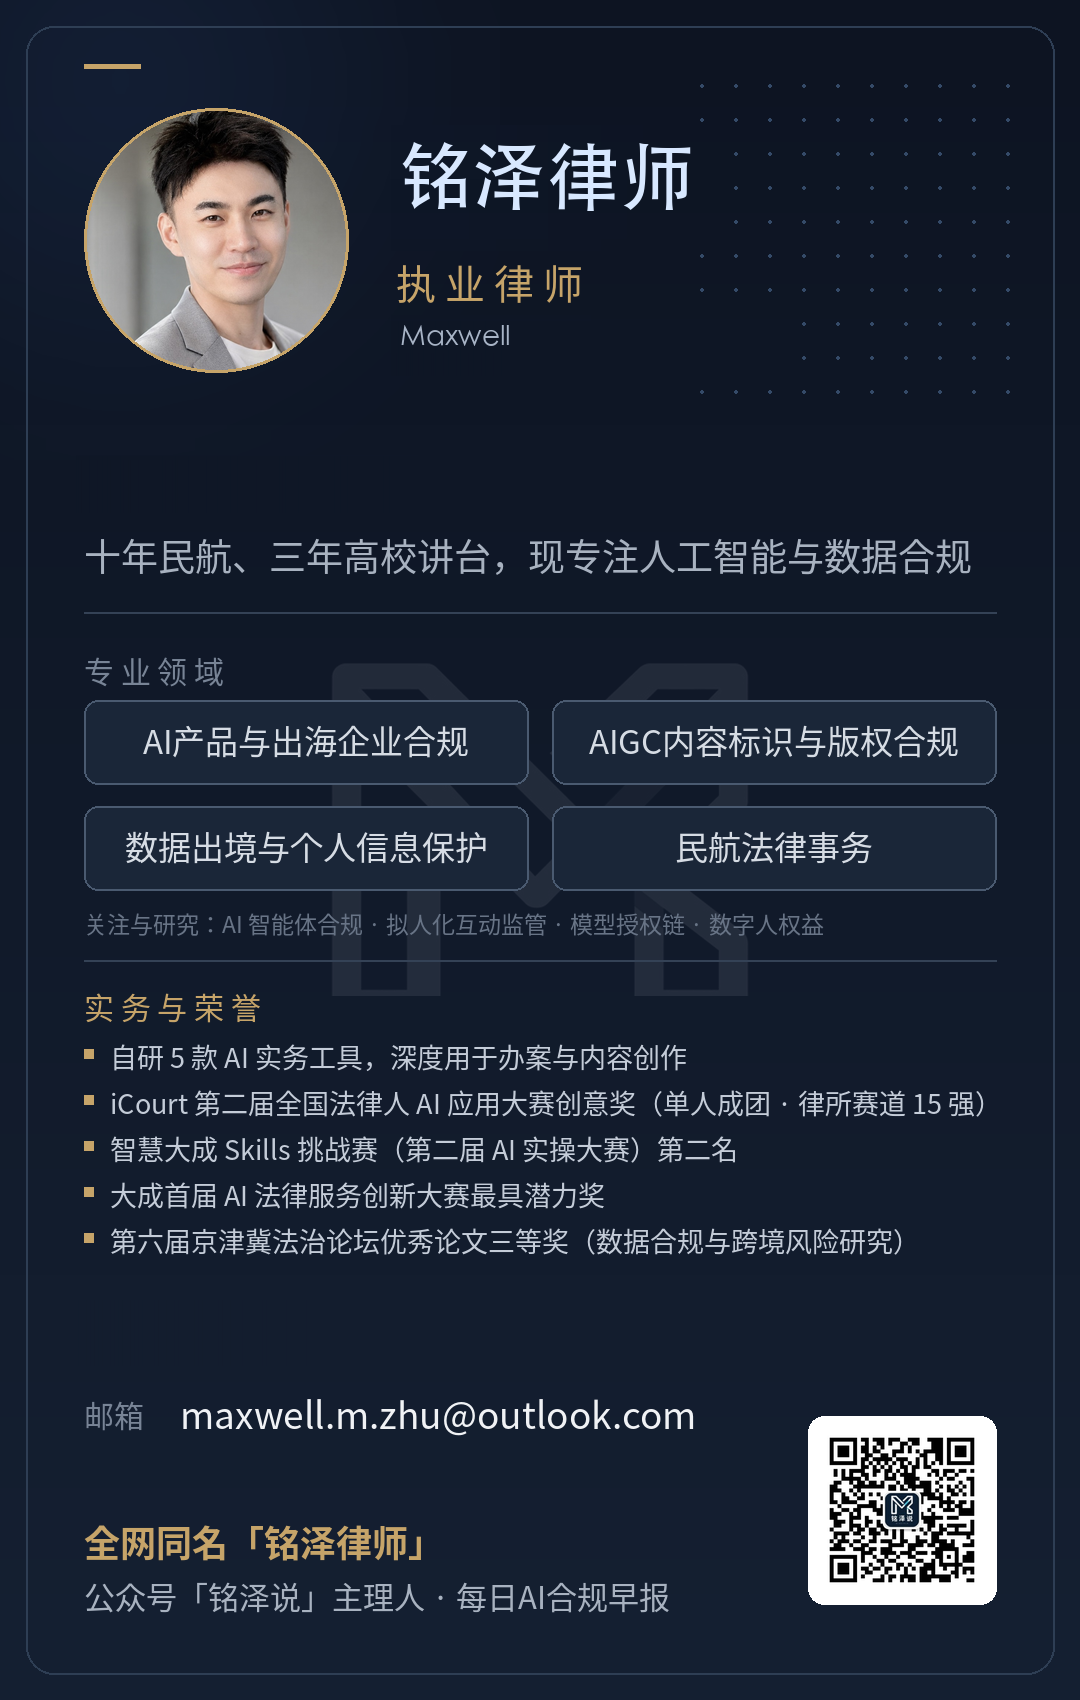 铭泽律师
执业律师
Maxwell
十年民航、三年高校讲台，现专注人工智能与数据合规
专业领域
AI产品与出海企业合规
AIGC内容标识与版权合规
数据出境与个人信息保护
民航法律事务
关注与研究：AI 智能体合规 · 拟人化互动监管 · 模型授权链 · 数字人权益
实务与荣誉
自研 5 款 AI 实务工具，深度用于办案与内容创作
iCourt 第二届全国法律人 AI 应用大赛创意奖（单人成团 · 律所赛道 15 强）
智慧大成 Skills 挑战赛（第二届 AI 实操大赛）第二名
大成首届 AI 法律服务创新大赛最具潜力奖
第六届京津冀法治论坛优秀论文三等奖（数据合规与跨境风险研究）
邮箱 maxwell.m.zhu@outlook.com
全网同名「铭泽律师」
公众号「铭泽说」主理人 · 每日AI合规早报
铭泽说